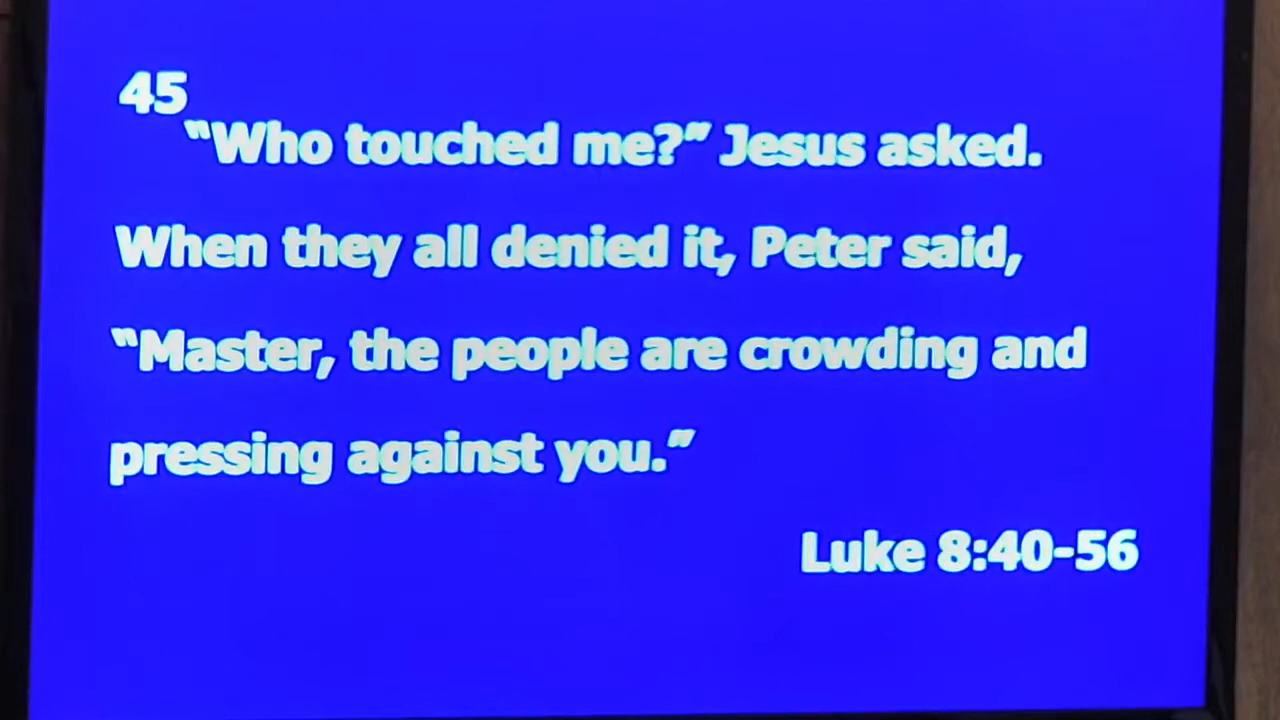 45
“Who touched me?” Jesus asked.
When they all denied it, Peter said,
“Master, the people are crowding and
pressing against you.”
Luke 8:40-56